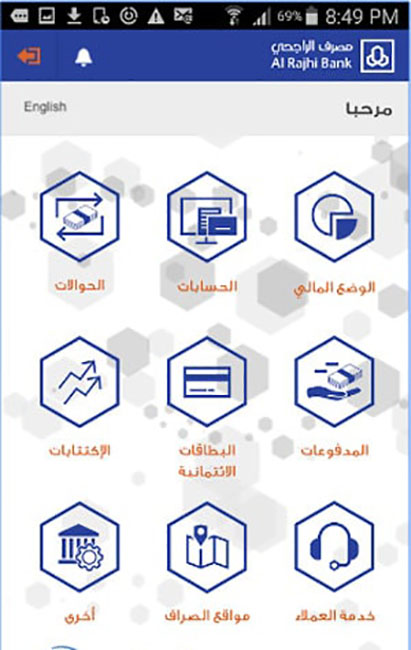 69% 8:49 PM
مصرف الراجحي
Al Rajhi Bank
مرحبا
English
الوضع المالي
الحسابات
الحوالات
المدفوعات
البطاقات
الائتمانية
الإكتتابات
خدمة العملاء
مواقع الصراف
أخرى